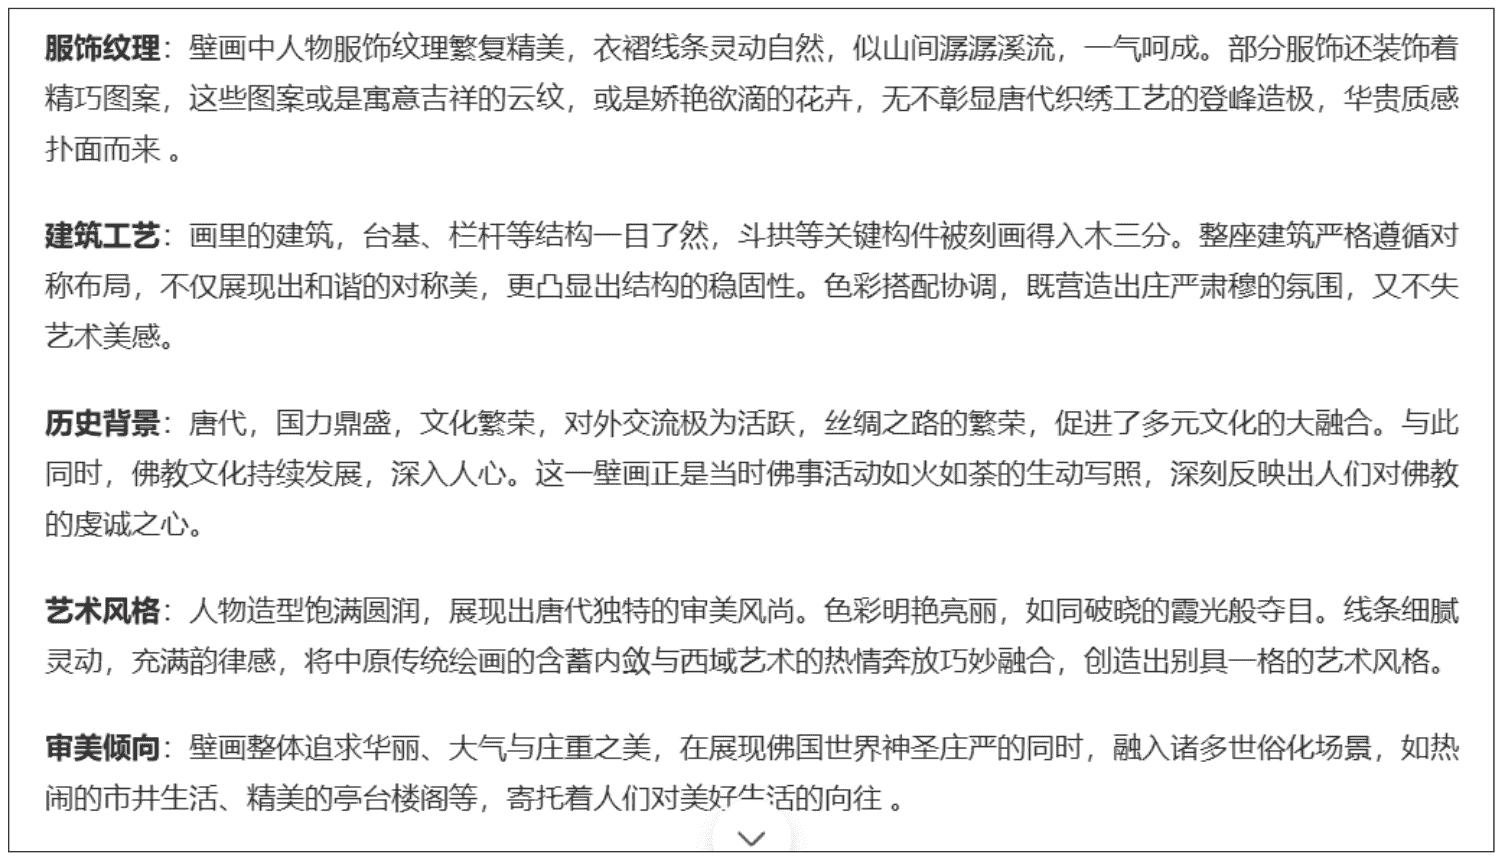 服饰纹理：壁画中人物服饰纹理繁复精美，衣褶线条灵动自然，似山间潺潺溪流，一气呵成。部分服饰还装饰着
精巧图案，这些图案或是寓意吉祥的云纹，或是娇艳欲滴的花卉，无不彰显唐代织绣工艺的登峰造极，华贵质感
扑面而来 。
建筑工艺：画里的建筑，台基、栏杆等结构一目了然，斗拱等关键构件被刻画得入木三分。整座建筑严格遵循对
称布局，不仅展现出和谐的对称美，更凸显出结构的稳固性。色彩搭配协调，既营造出庄严肃穆的氛围，又不失
艺术美感。
历史背景：唐代，国力鼎盛，文化繁荣，对外交流极为活跃，丝绸之路的繁荣，促进了多元文化的大融合。与此
同时，佛教文化持续发展，深入人心。这一壁画正是当时佛事活动如火如荼的生动写照，深刻反映出人们对佛教
的虔诚之心。
艺术风格：人物造型饱满圆润，展现出唐代独特的审美风尚。色彩明艳亮丽，如同破晓的霞光般夺目。线条细腻
灵动，充满韵律感，将中原传统绘画的含蓄内敛与西域艺术的热情奔放巧妙融合，创造出别具一格的艺术风格。
审美倾向：壁画整体追求华丽、大气与庄重之美，在展现佛国世界神圣庄严的同时，融入诸多世俗化场景，如热
闹的市井生活、精美的亭台楼阁等，寄托着人们对美好生活的向往 。